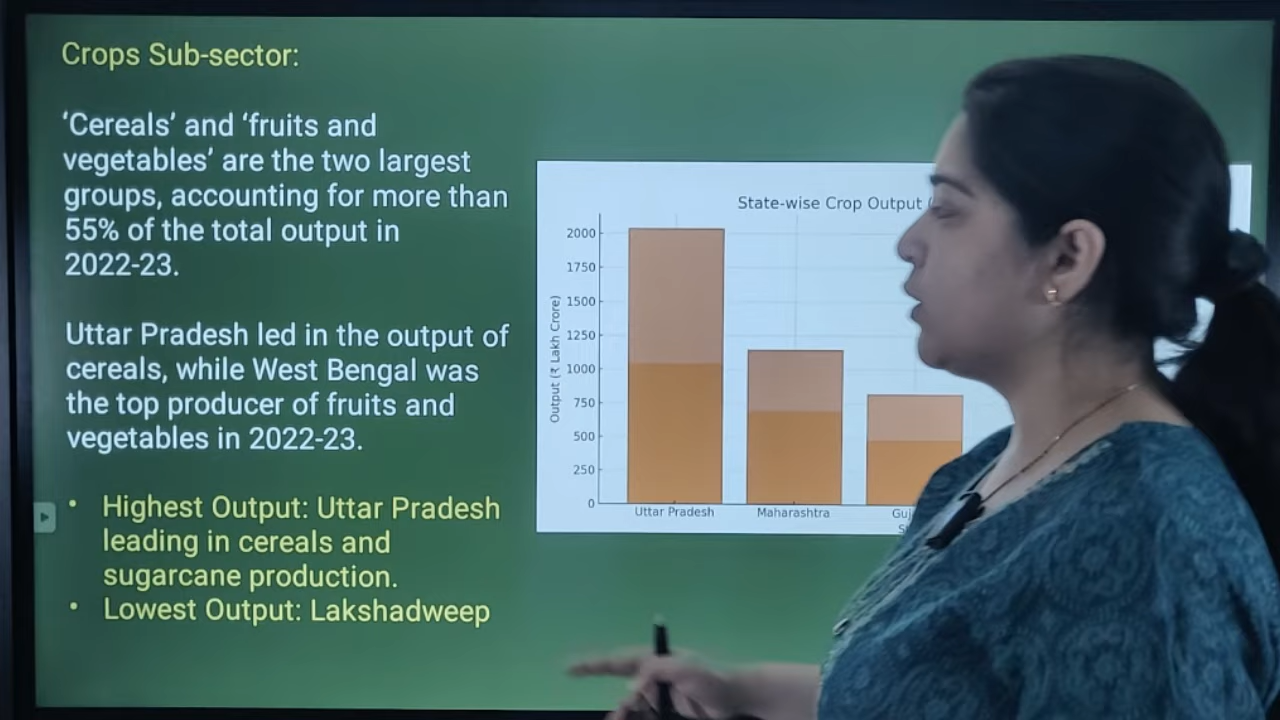 Crops Sub-sector:
‘Cereals’ and ‘fruits and
vegetables’ are the two largest
groups, accounting for more than
55% of the total output in
2022-23.
Uttar Pradesh led in the output of
cereals, while West Bengal was
the top producer of fruits and
vegetables in 2022-23.
• Highest Output: Uttar Pradesh
leading in cereals and
sugarcane production.
• Lowest Output: Lakshadweep
State-wise Crop Output
Output (₹ Lakh Crore)
2000
1750
1500
1250
1000
750
500
250
0
Uttar Pradesh
Maharashtra